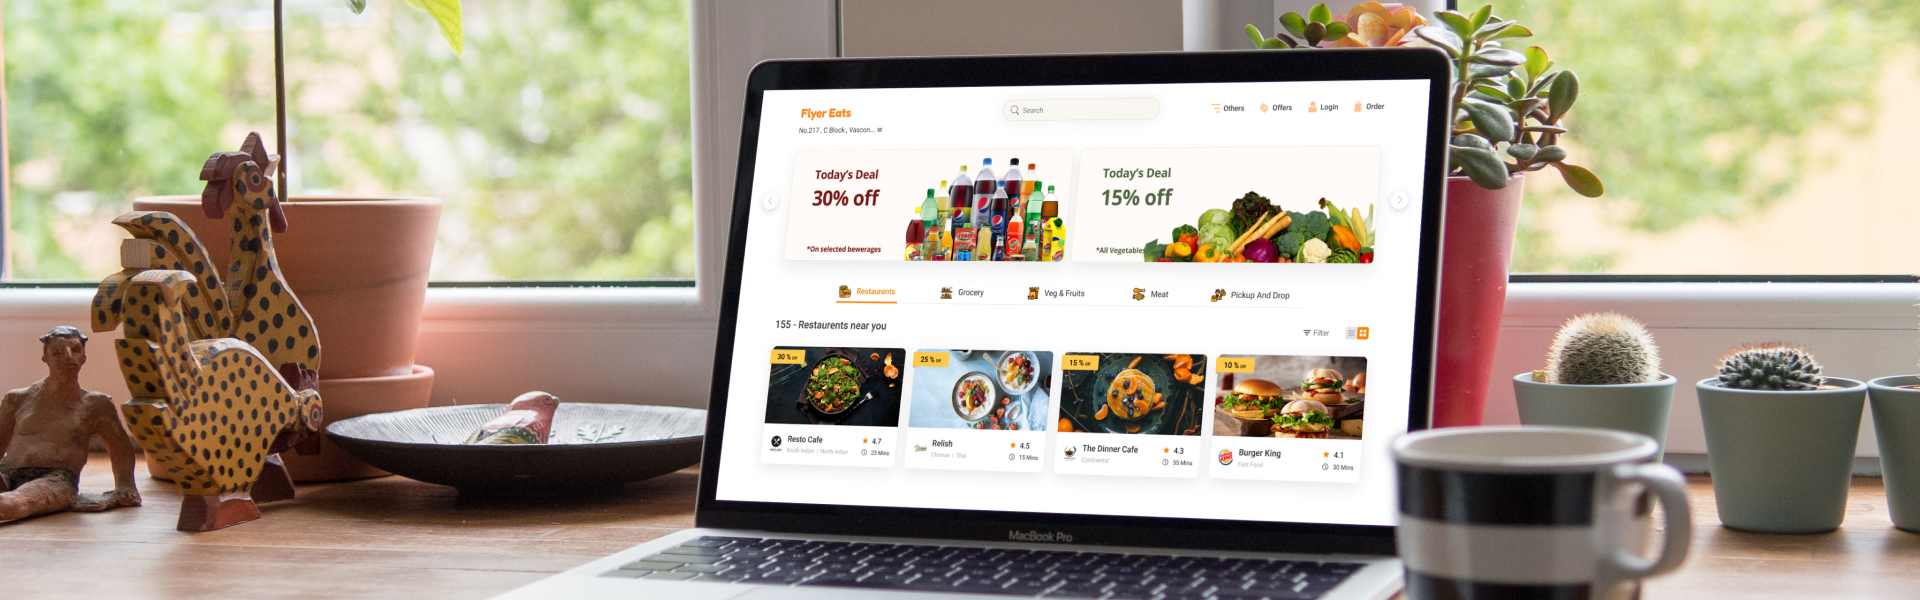 Flyer Eats
No.217 , C Block , Vascon...
Search
Others
Offers
Login
Order
Today's Deal
30% off
*On selected bewerages
Today's Deal
15% off
*All Vegetables
Restaurents
Grocery
Veg & Fruits
Meat
Pickup And Drop
155 - Restaurents near you
Filter
30 % off
25 % off
15 % off
10 % off
Resto Cafe
4.7
South Indian | North Indian
25 Mins
Relish
4.5
Chinese | Thai
15 Mins
The Dinner Cafe
4.3
Continental
55 Mins
Burger King
4.1
Fast Food
30 Mins
MacBook Pro